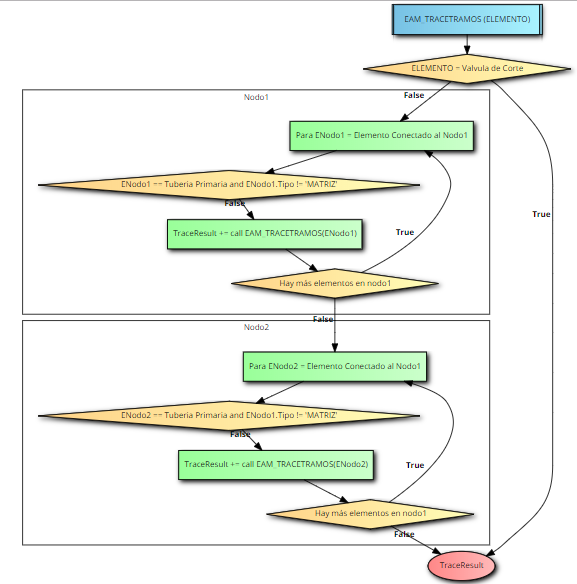 EAM_TRACETRAMOS (ELEMENTO)
ELEMENTO = Valvula de Corte
False
Nodo1
Para ENodo1 = Elemento Conectado al Nodo1
ENodo1 == Tuberia Primaria and ENodo1.Tipo != 'MATRIZ'
False
True
TraceResult += call EAM_TRACETRAMOS(ENodo1)
True
Hay más elementos en nodo1
False
Nodo2
Para ENodo2 = Elemento Conectado al Nodo1
ENodo2 == Tuberia Primaria and ENodo1.Tipo != 'MATRIZ'
False
TraceResult += call EAM_TRACETRAMOS(ENodo2)
True
Hay más elementos en nodo1
False
TraceResult